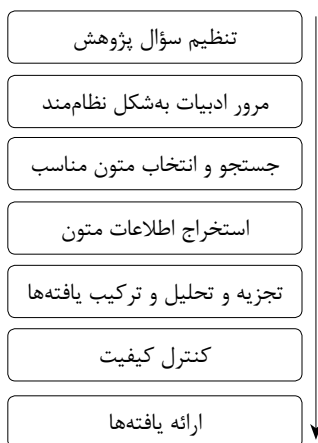 تنظیم سؤال پژوهش
مرور ادبیات به‌شکل نظام‌مند
جستجو و انتخاب متون مناسب
استخراج اطلاعات متون
تجزیه و تحلیل و ترکیب یافته‌ها
کنترل کیفیت
ارائه یافته‌ها